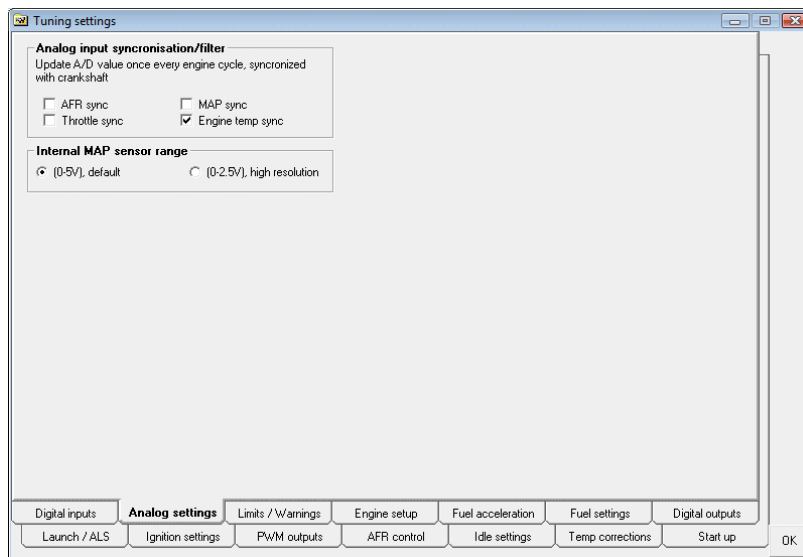 Tuning settings
Analog input syncronisation/filter
Update A/D value once every engine cycle, syncronized
with crankshaft
AFR sync MAP sync
Throttle sync Engine temp sync
Internal MAP sensor range
(0-5V), default (0-2.5V), high resolution
Digital inputs Analog settings Limits / Warnings Engine setup Fuel acceleration Fuel settings Digital outputs
Launch / ALS Ignition settings PWM outputs AFR control Idle settings Temp corrections Start up OK